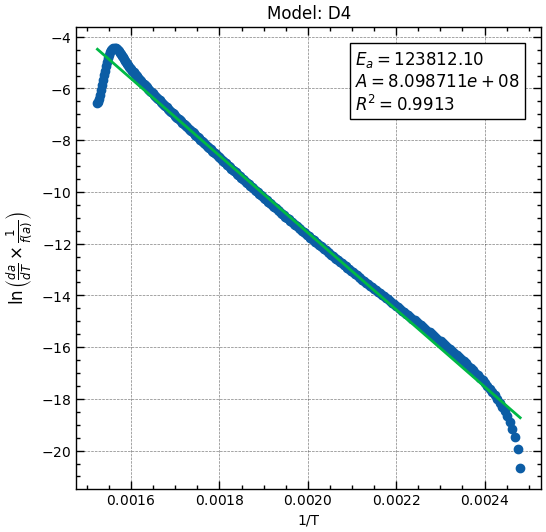 Model: D4
E_a = 123812.10
A = 8.098711e + 08
R^2 = 0.9913
−4
−6
−8
−10
−12
−14
−16
−18
−20
ln(da/dT × 1/f(a))
0.0016 0.0018 0.0020 0.0022 0.0024
1/T